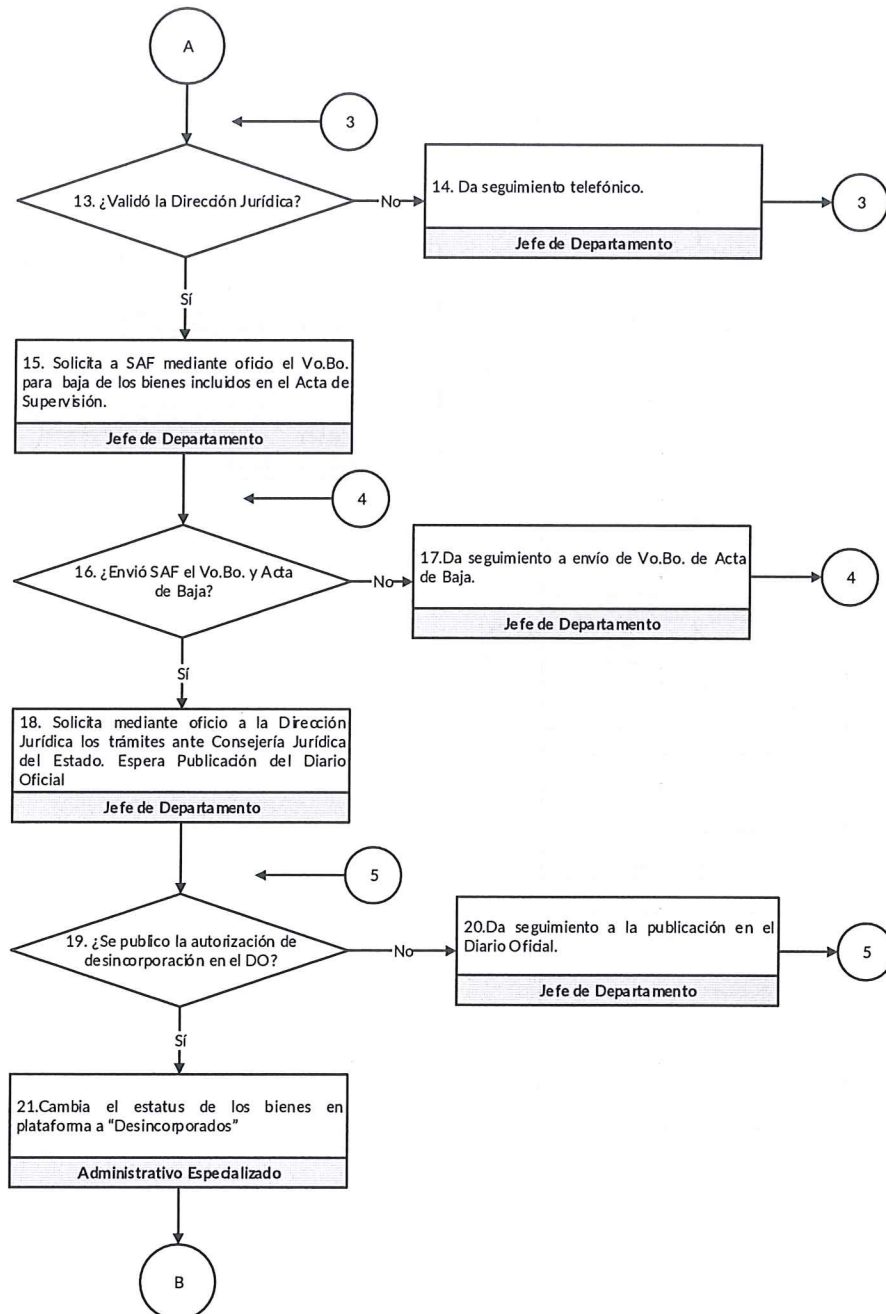 A
3
13. ¿Validó la Dirección Jurídica?
No
14. Da seguimiento telefónico.
Jefe de Departamento
3
Sí
15. Solicita a SAF mediante oficio el Vo.Bo.
para baja de los bienes incluidos en el Acta de
Supervisión.
Jefe de Departamento
4
16. ¿Envió SAF el Vo.Bo. y Acta
de Baja?
No
17.Da seguimiento a envío de Vo.Bo. de Acta
de Baja.
Jefe de Departamento
4
Sí
18. Solicita mediante oficio a la Dirección
Jurídica los trámites ante Consejería Jurídica
del Estado. Espera Publicación del Diario
Oficial
Jefe de Departamento
5
19. ¿Se publico la autorización de
desincorporación en el DO?
No
20.Da seguimiento a la publicación en el
Diario Oficial.
Jefe de Departamento
5
Sí
21.Cambia el estatus de los bienes en
plataforma a “Desincorporados”
Administrativo Especializado
B